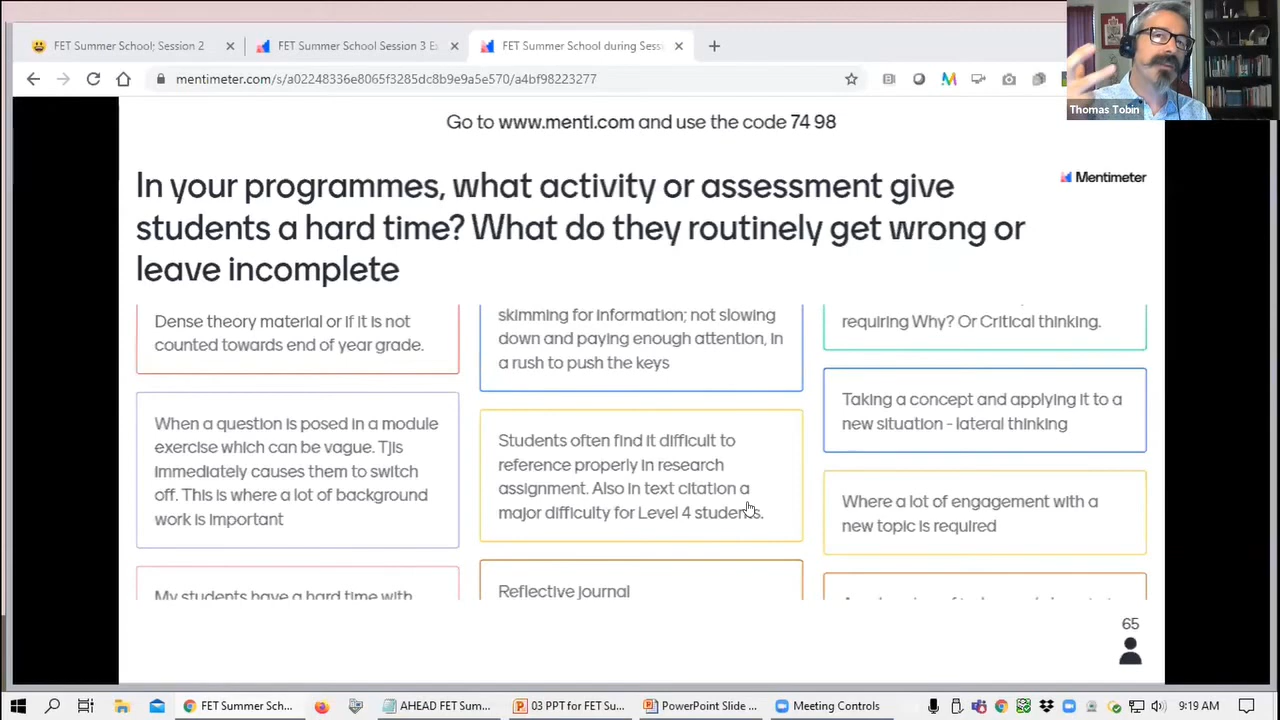 FET Summer School; Session 2
FET Summer School Session 3 E
FET Summer School during Sess
mentimeter.com/s/a02248336e8065f3285dc8b9e9a5e570/a4bf98223277
Thomas Tobin
Go to www.menti.com and use the code 74 98
Mentimeter
In your programmes, what activity or assessment give
students a hard time? What do they routinely get wrong or
leave incomplete
Dense theory material or if it is not
counted towards end of year grade.
When a question is posed in a module
exercise which can be vague. Tjis
immediately causes them to switch
off. This is where a lot of background
work is important
My students have a hard time with
skimming for information; not slowing
down and paying enough attention, in
a rush to push the keys
Students often find it difficult to
reference properly in research
assignment. Also in text citation a
major difficulty for Level 4 students.
Reflective journal
requiring Why? Or Critical thinking.
Taking a concept and applying it to a
new situation - lateral thinking
Where a lot of engagement with a
new topic is required
65
FET Summer Sch...
AHEAD FET Sum...
03 PPT for FET Su...
PowerPoint Slide ...
Meeting Controls
9:19 AM